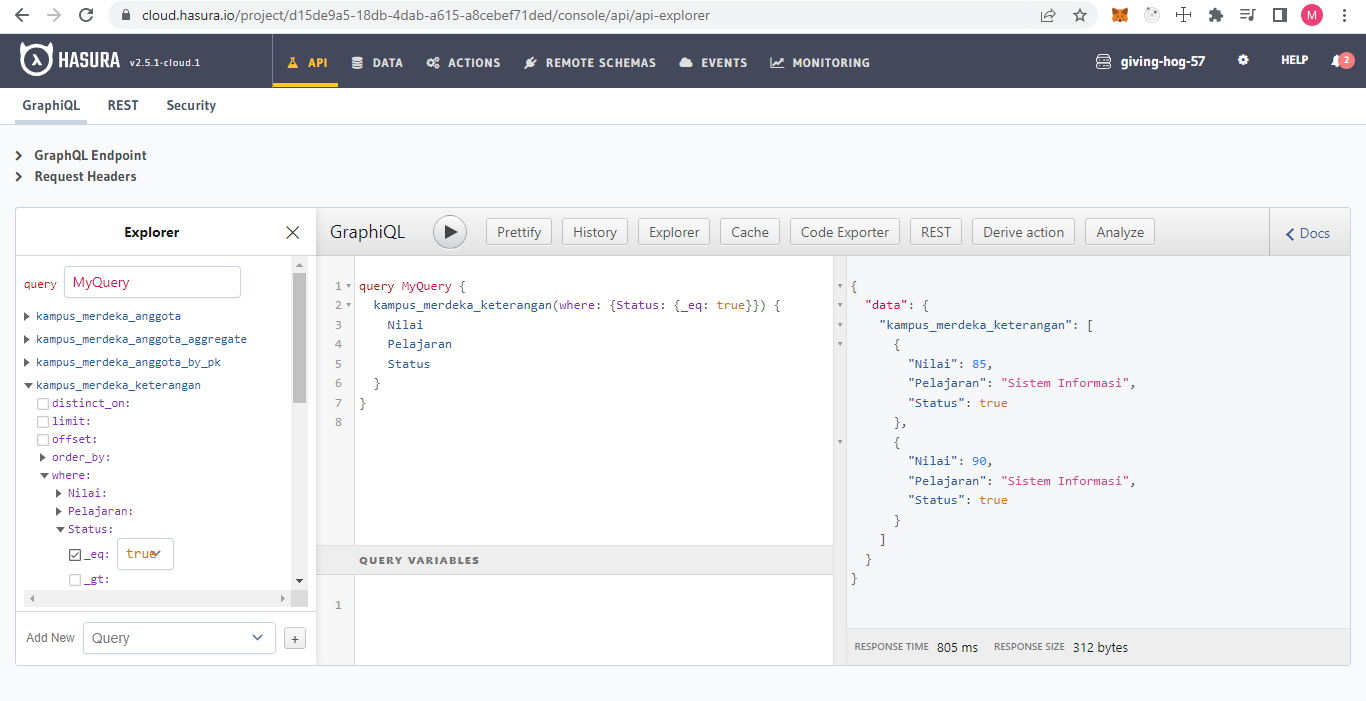 cloud.hasura.io/project/d15de9a5-18db-4dab-a615-a8cebef71ded/console/api/api-explorer
M
HASURA v2.5.1-cloud.1
API DATA ACTIONS REMOTE SCHEMAS EVENTS MONITORING
giving-hog-57 HELP 2
GraphiQL REST Security
GraphQL Endpoint
Request Headers
Explorer
query MyQuery
kampus_merdeka_anggota
kampus_merdeka_anggota_aggregate
kampus_merdeka_anggota_by_pk
kampus_merdeka_keterangan
distinct_on:
limit:
offset:
order_by:
where:
Nilai:
Pelajaran:
Status:
_eq: true
_gt:
Add New Query +
GraphiQL Prettify History Explorer Cache Code Exporter REST Derive action Analyze Docs
1 query MyQuery {
2 kampus_merdeka_keterangan(where: {Status: {_eq: true}}) {
3 Nilai
4 Pelajaran
5 Status
6 }
7 }
8
QUERY VARIABLES
1
{
"data": {
"kampus_merdeka_keterangan": [
{
"Nilai": 85,
"Pelajaran": "Sistem Informasi",
"Status": true
},
{
"Nilai": 90,
"Pelajaran": "Sistem Informasi",
"Status": true
}
]
}
}
RESPONSE TIME 805 ms RESPONSE SIZE 312 bytes